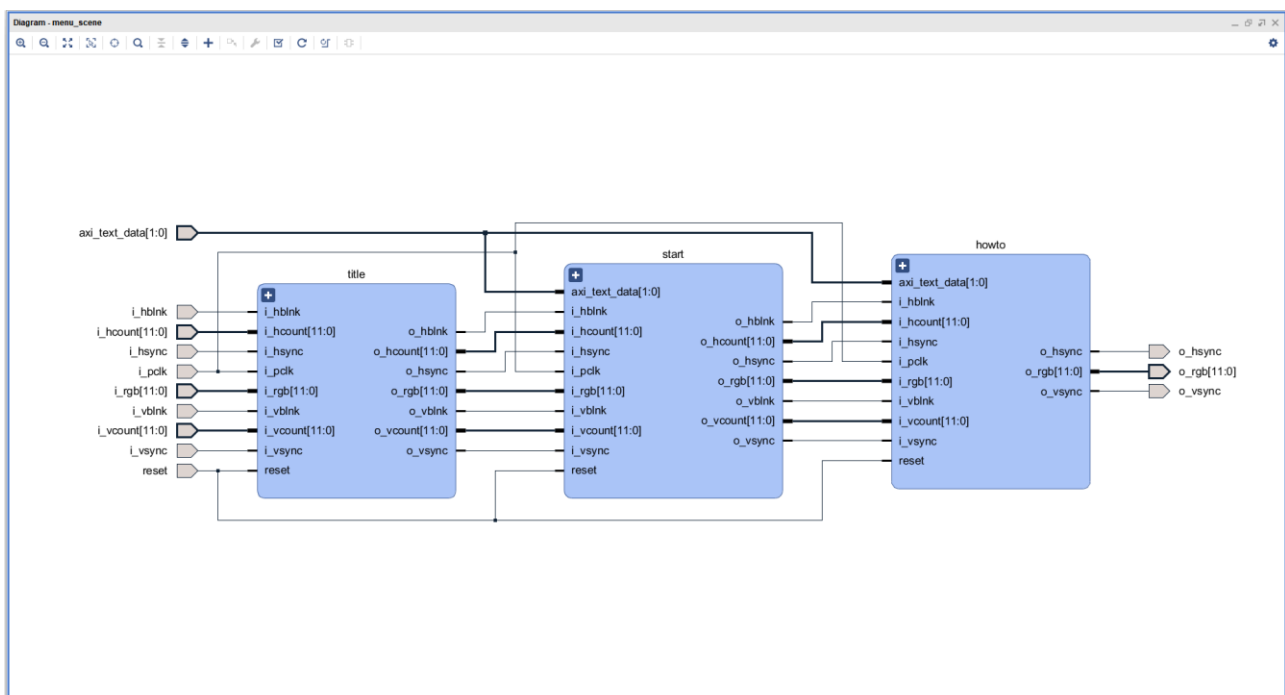 Diagram - menu_scene
axi_text_data[1:0]
i_hblnk
i_hcount[11:0]
i_hsync
i_pclk
i_rgb[11:0]
i_vblnk
i_vcount[11:0]
i_vsync
reset
title
i_hblnk
i_hcount[11:0]
i_hsync
i_pclk
i_rgb[11:0]
i_vblnk
i_vcount[11:0]
i_vsync
reset
o_hblnk
o_hcount[11:0]
o_hsync
o_rgb[11:0]
o_vblnk
o_vcount[11:0]
o_vsync
start
axi_text_data[1:0]
i_hblnk
i_hcount[11:0]
i_hsync
i_pclk
i_rgb[11:0]
i_vblnk
i_vcount[11:0]
i_vsync
reset
o_hblnk
o_hcount[11:0]
o_hsync
o_rgb[11:0]
o_vblnk
o_vcount[11:0]
o_vsync
howto
axi_text_data[1:0]
i_hblnk
i_hcount[11:0]
i_hsync
i_pclk
i_rgb[11:0]
i_vblnk
i_vcount[11:0]
i_vsync
reset
o_hsync
o_rgb[11:0]
o_vsync
o_hsync
o_rgb[11:0]
o_vsync